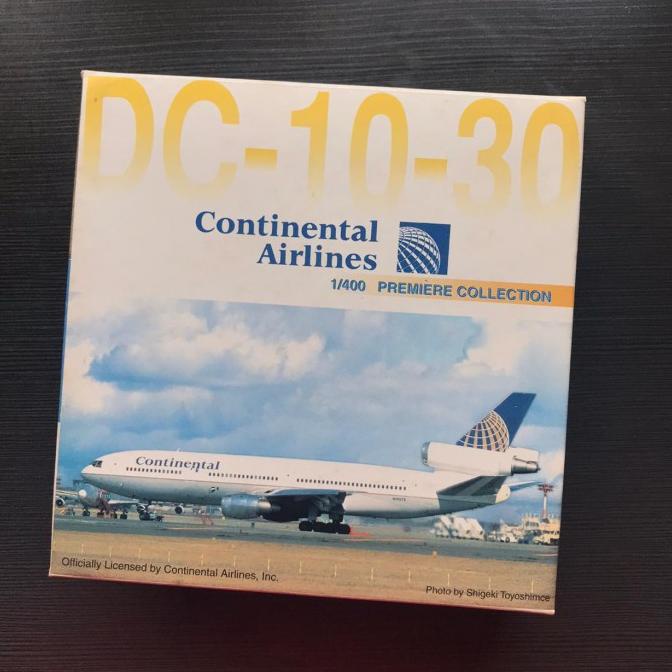 DC-10-30
Continental
Airlines
1/400 PREMIERE COLLECTION
Continental
Officially Licensed by Continental Airlines, Inc.
Photo by Shigeki Toyoshimce